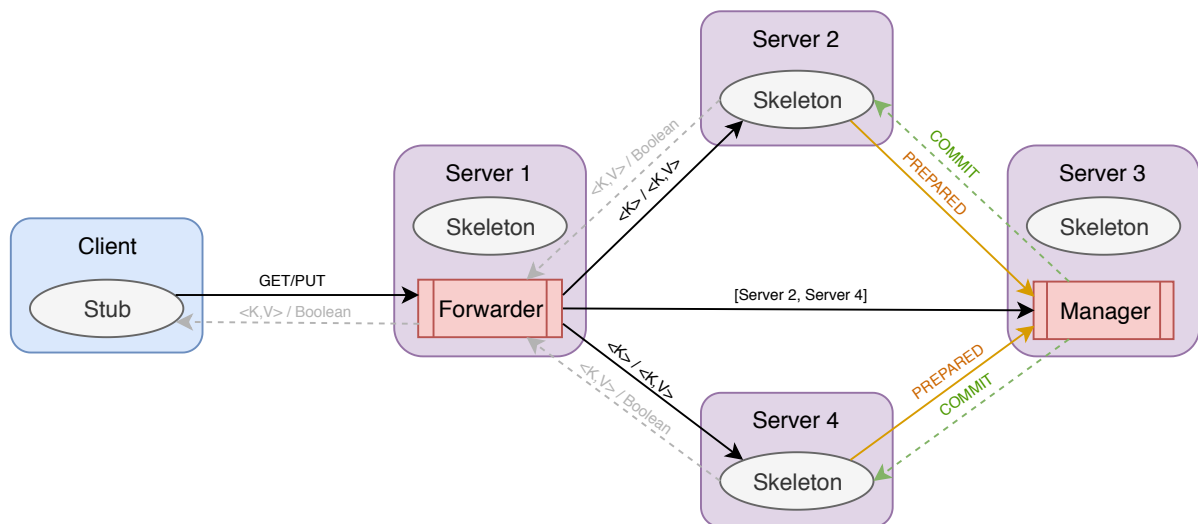 Server 2
Skeleton
<K,V> / Boolean
<K> / <K,V>
COMMIT
PREPARED
Server 1
Skeleton
Server 3
Skeleton
Client
Stub
GET/PUT
<K,V> / Boolean
Forwarder
[Server 2, Server 4]
Manager
<K> / <K,V>
<K,V> / Boolean
PREPARED
COMMIT
Server 4
Skeleton